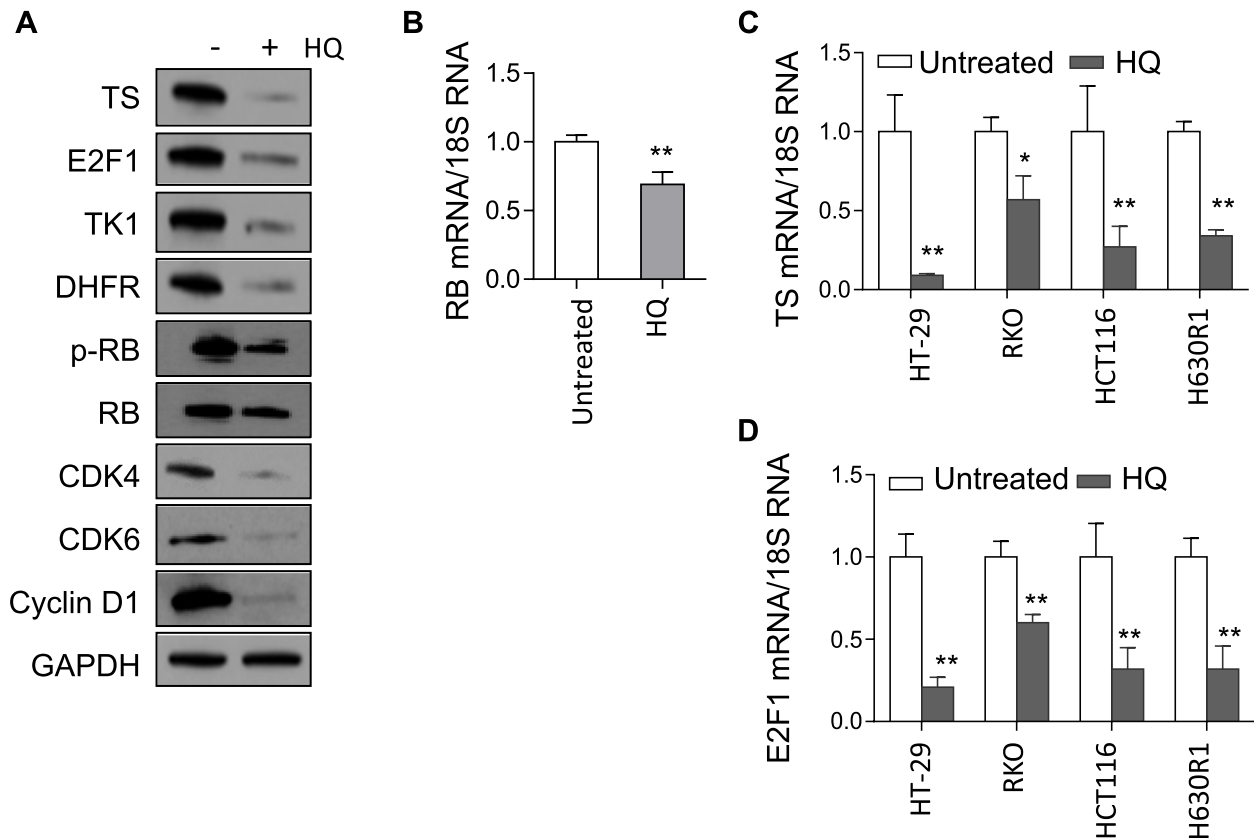 A
- + HQ
TS
E2F1
TK1
DHFR
p-RB
RB
CDK4
CDK6
Cyclin D1
GAPDH
B
RB mRNA/18S RNA
1.5
1.0
0.5
0.0
**
Untreated
HQ
C
TS mRNA/18S RNA
Untreated HQ
1.5
1.0
0.5
0.0
**
*
**
**
HT-29
RKO
HCT116
H630R1
D
E2F1 mRNA/18S RNA
Untreated HQ
1.5
1.0
0.5
0.0
**
**
**
**
HT-29
RKO
HCT116
H630R1